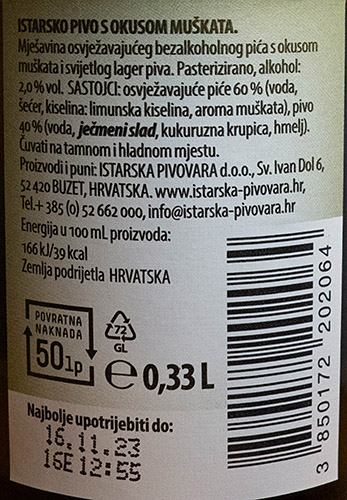 ISTARSKO PIVO S OKUSOM MUŠKATA.
Mješavina osvježavajućeg bezalkoholnog pića s okusom
muškata i svijetlog lager piva. Pasterizirano, alkohol:
2,0 % vol. SASTOJCI: osvježavajuće piće 60 % (voda,
šećer, kiselina: limunska kiselina, aroma muškata), pivo
40 % (voda, ječmeni slad, kukuruzna krupica, hmelj).
Čuvati na tamnom i hladnom mjestu.
Proizvodi i puni: ISTARSKA PIVOVARA d.o.o., Sv. Ivan Dol 6,
52 420 BUZET, HRVATSKA. www.istarska-pivovara.hr,
Tel.+ 385 (0) 52 662 000, info@istarska-pivovara.hr
Energija u 100 mL proizvoda:
166 kJ/39 kcal
Zemlja podrijetla HRVATSKA
POVRATNA
NAKNADA
50 lp
72
GL
℮ 0,33 L
Najbolje upotrijebiti do:
16.11.23
16E 12:55
3 850172 202064